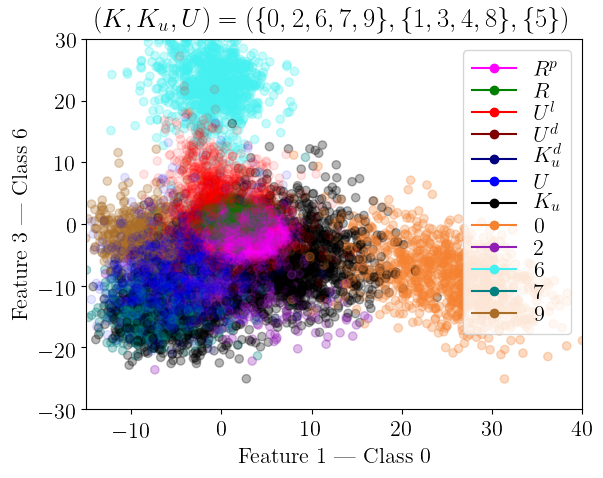 (K, K_u, U) = ({0, 2, 6, 7, 9}, {1, 3, 4, 8}, {5})
30
20
10
0
−10
−20
−30
Feature 3 — Class 6
R^p
R
U^l
U^d
K_u^d
U
K_u
0
2
6
7
9
−10
0
10
20
30
40
Feature 1 — Class 0